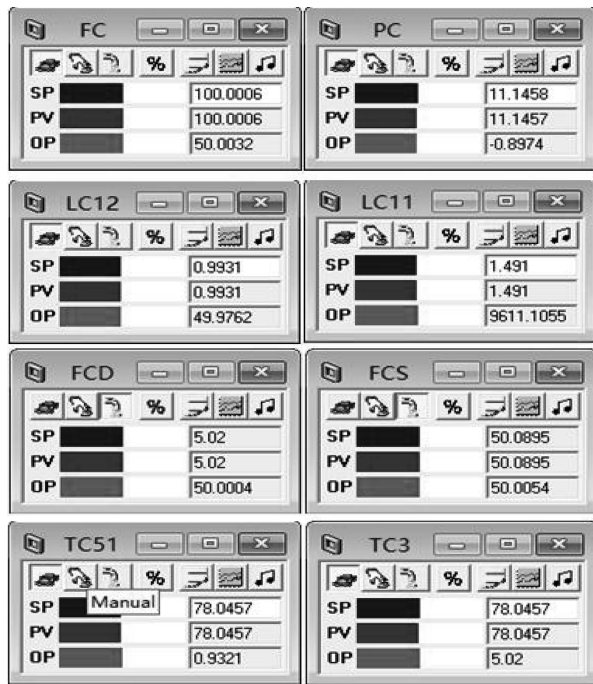 FC
%
SP 100.0006
PV 100.0006
OP 50.0032
PC
%
SP 11.1458
PV 11.1457
OP -0.8974
LC12
%
SP 0.9931
PV 0.9931
OP 49.9762
LC11
%
SP 1.491
PV 1.491
OP 9611.1055
FCD
%
SP 5.02
PV 5.02
OP 50.0004
FCS
%
SP 50.0895
PV 50.0895
OP 50.0054
TC51
%
Manual
SP 78.0457
PV 78.0457
OP 0.9321
TC3
%
SP 78.0457
PV 78.0457
OP 5.02